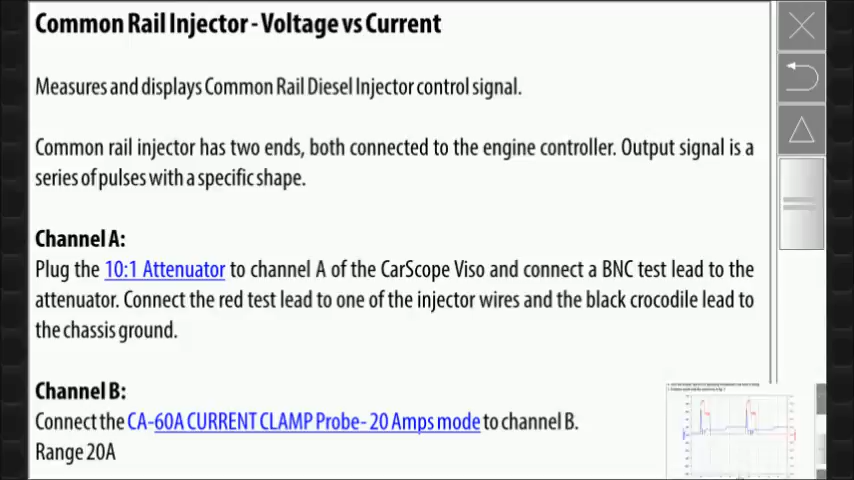 Common Rail Injector - Voltage vs Current
Measures and displays Common Rail Diesel Injector control signal.
Common rail injector has two ends, both connected to the engine controller. Output signal is a
series of pulses with a specific shape.
Channel A:
Plug the 10:1 Attenuator to channel A of the CarScope Viso and connect a BNC test lead to the
attenuator. Connect the red test lead to one of the injector wires and the black crocodile lead to
the chassis ground.
Channel B:
Connect the CA-60A CURRENT CLAMP Probe- 20 Amps mode to channel B.
Range 20A